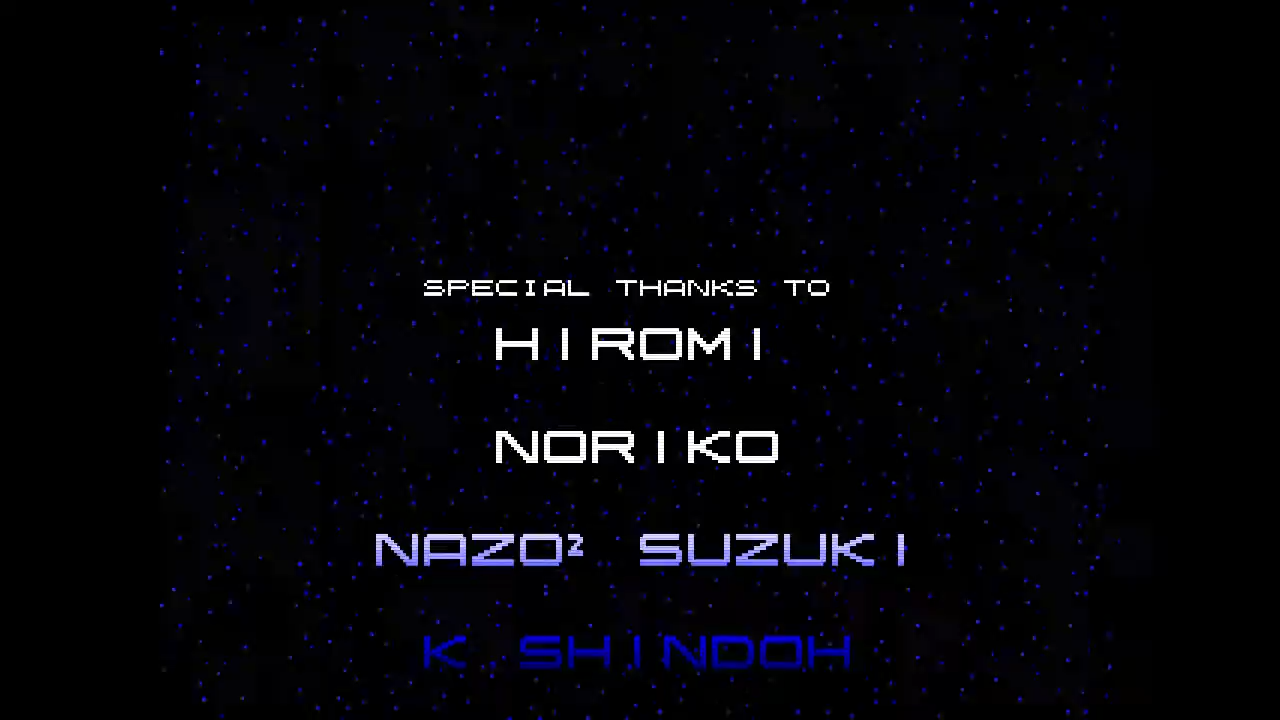 SPECIAL THANKS TO
HIROMI
NORIKO
NAZO² SUZUKI
K.SHINDOH